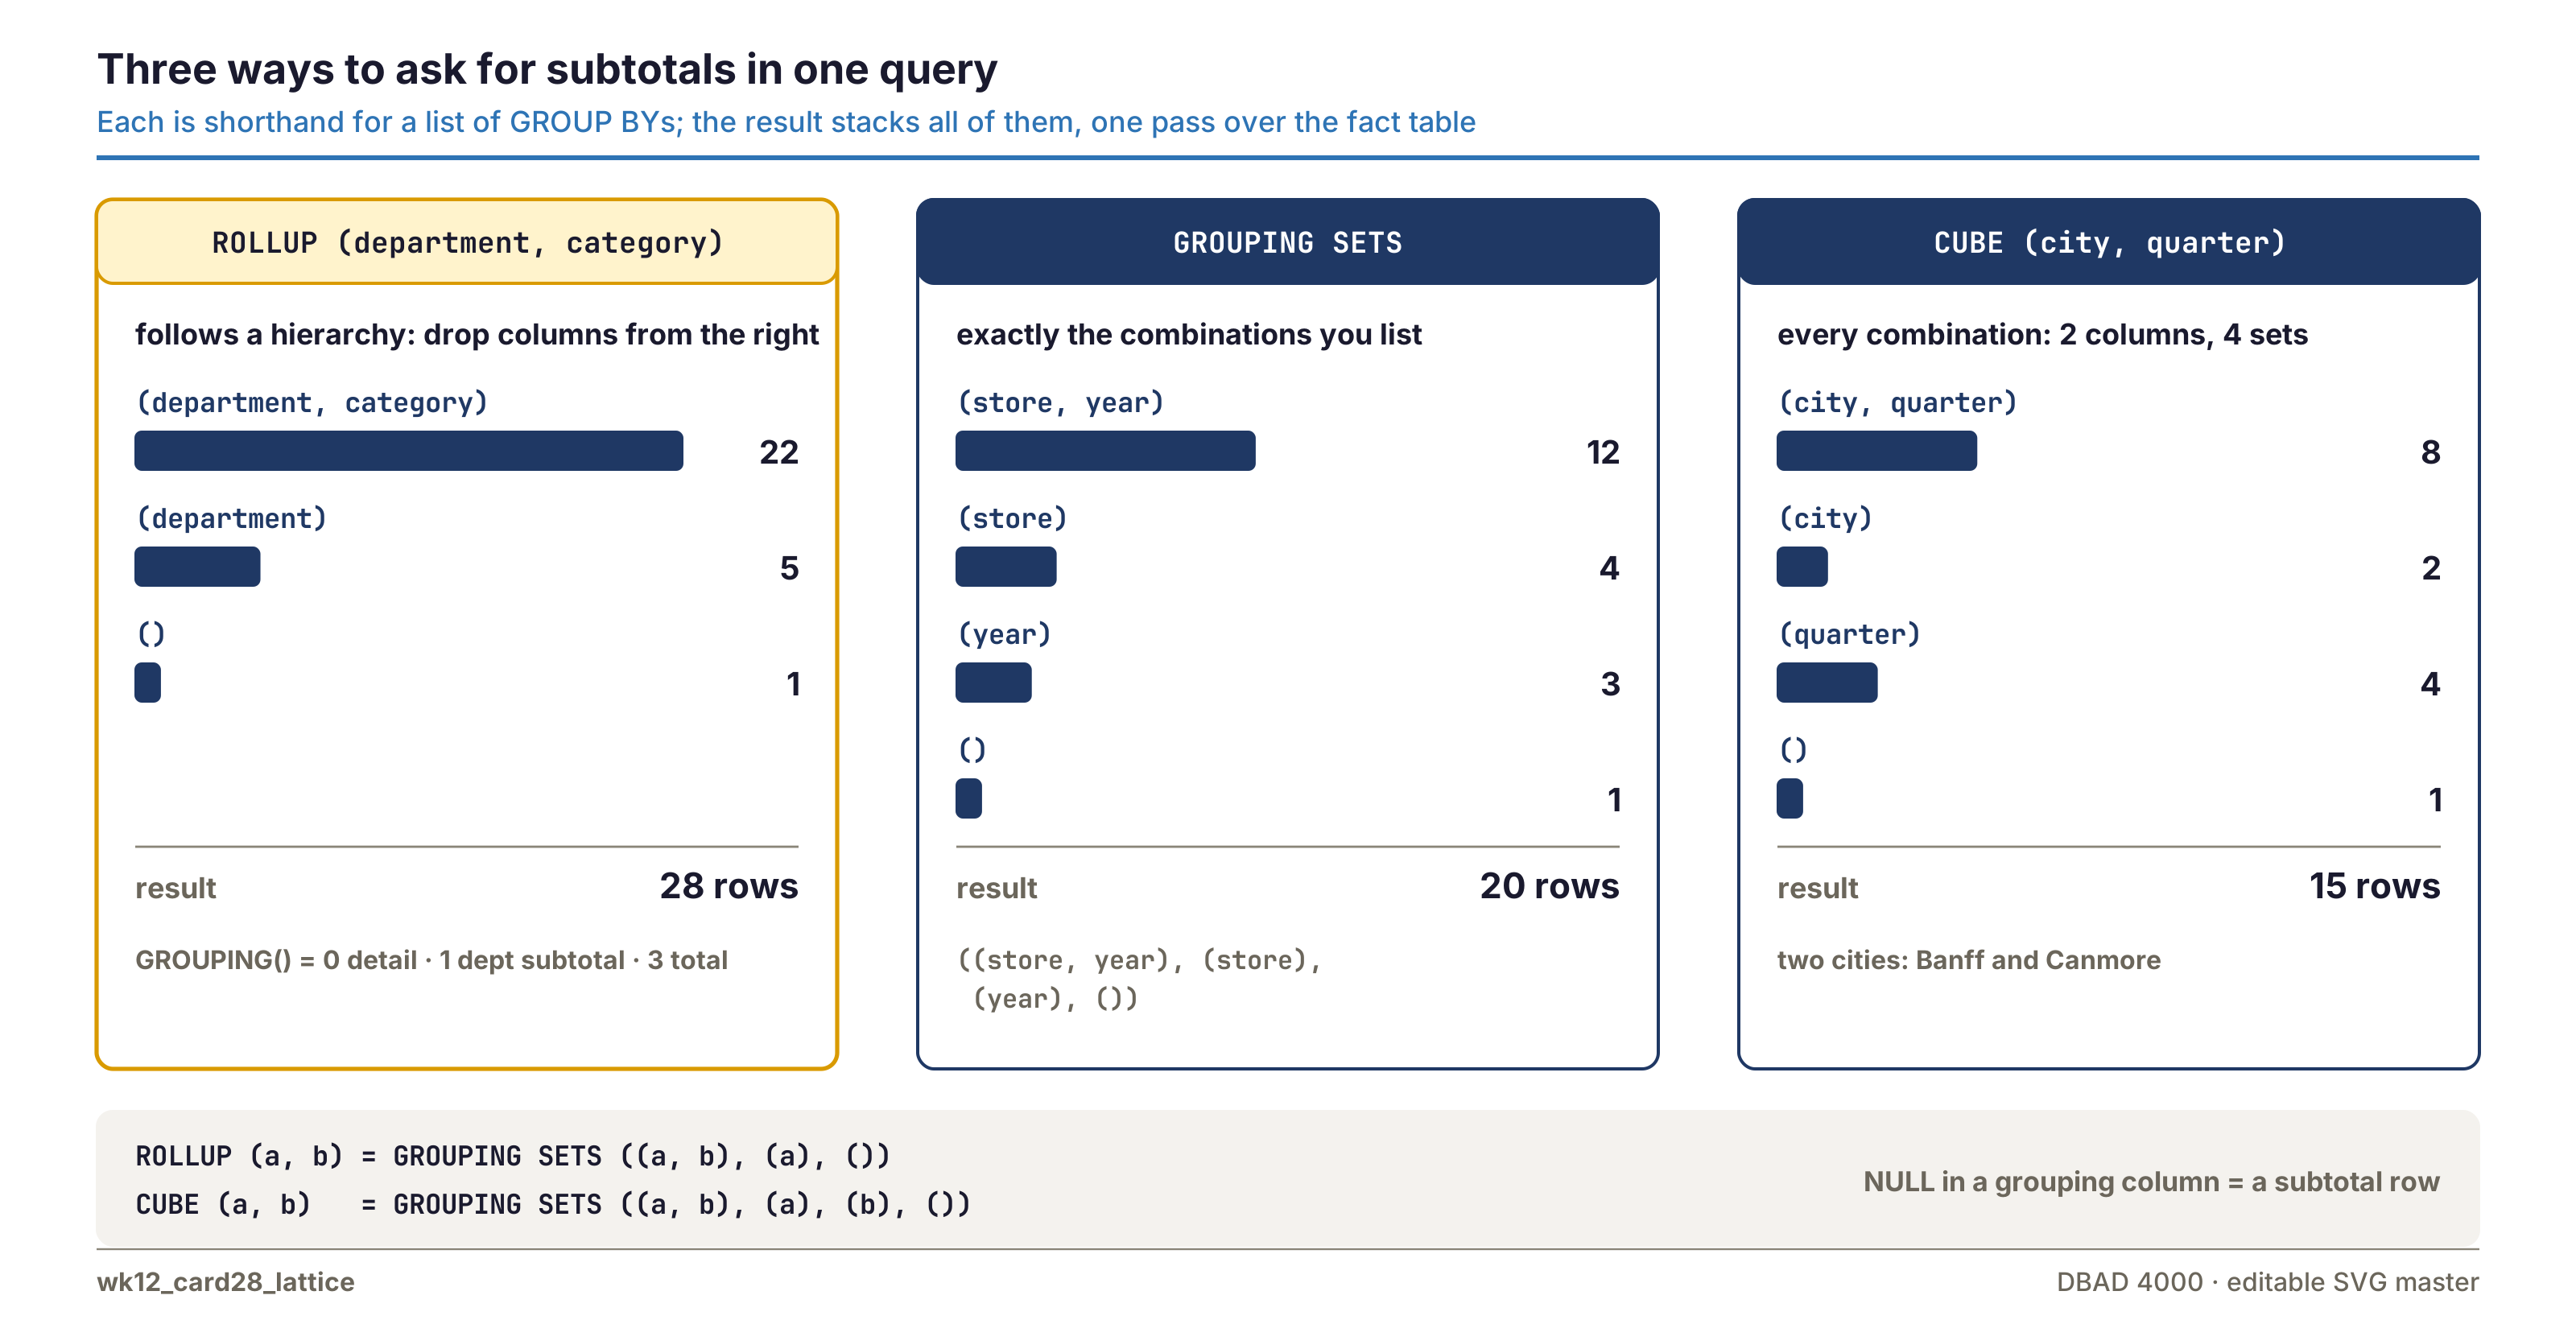 Three ways to ask for subtotals in one query
Each is shorthand for a list of GROUP BYs; the result stacks all of them, one pass over the fact table
ROLLUP (department, category)
follows a hierarchy: drop columns from the right
(department, category)
22
(department)
5
()
1
result
28 rows
GROUPING() = 0 detail · 1 dept subtotal · 3 total
GROUPING SETS
exactly the combinations you list
(store, year)
12
(store)
4
(year)
3
()
1
result
20 rows
((store, year), (store),
(year), ())
CUBE (city, quarter)
every combination: 2 columns, 4 sets
(city, quarter)
8
(city)
2
(quarter)
4
()
1
result
15 rows
two cities: Banff and Canmore
ROLLUP (a, b) = GROUPING SETS ((a, b), (a), ())
CUBE (a, b)   = GROUPING SETS ((a, b), (a), (b), ())
NULL in a grouping column = a subtotal row
wk12_card28_lattice
DBAD 4000 · editable SVG master